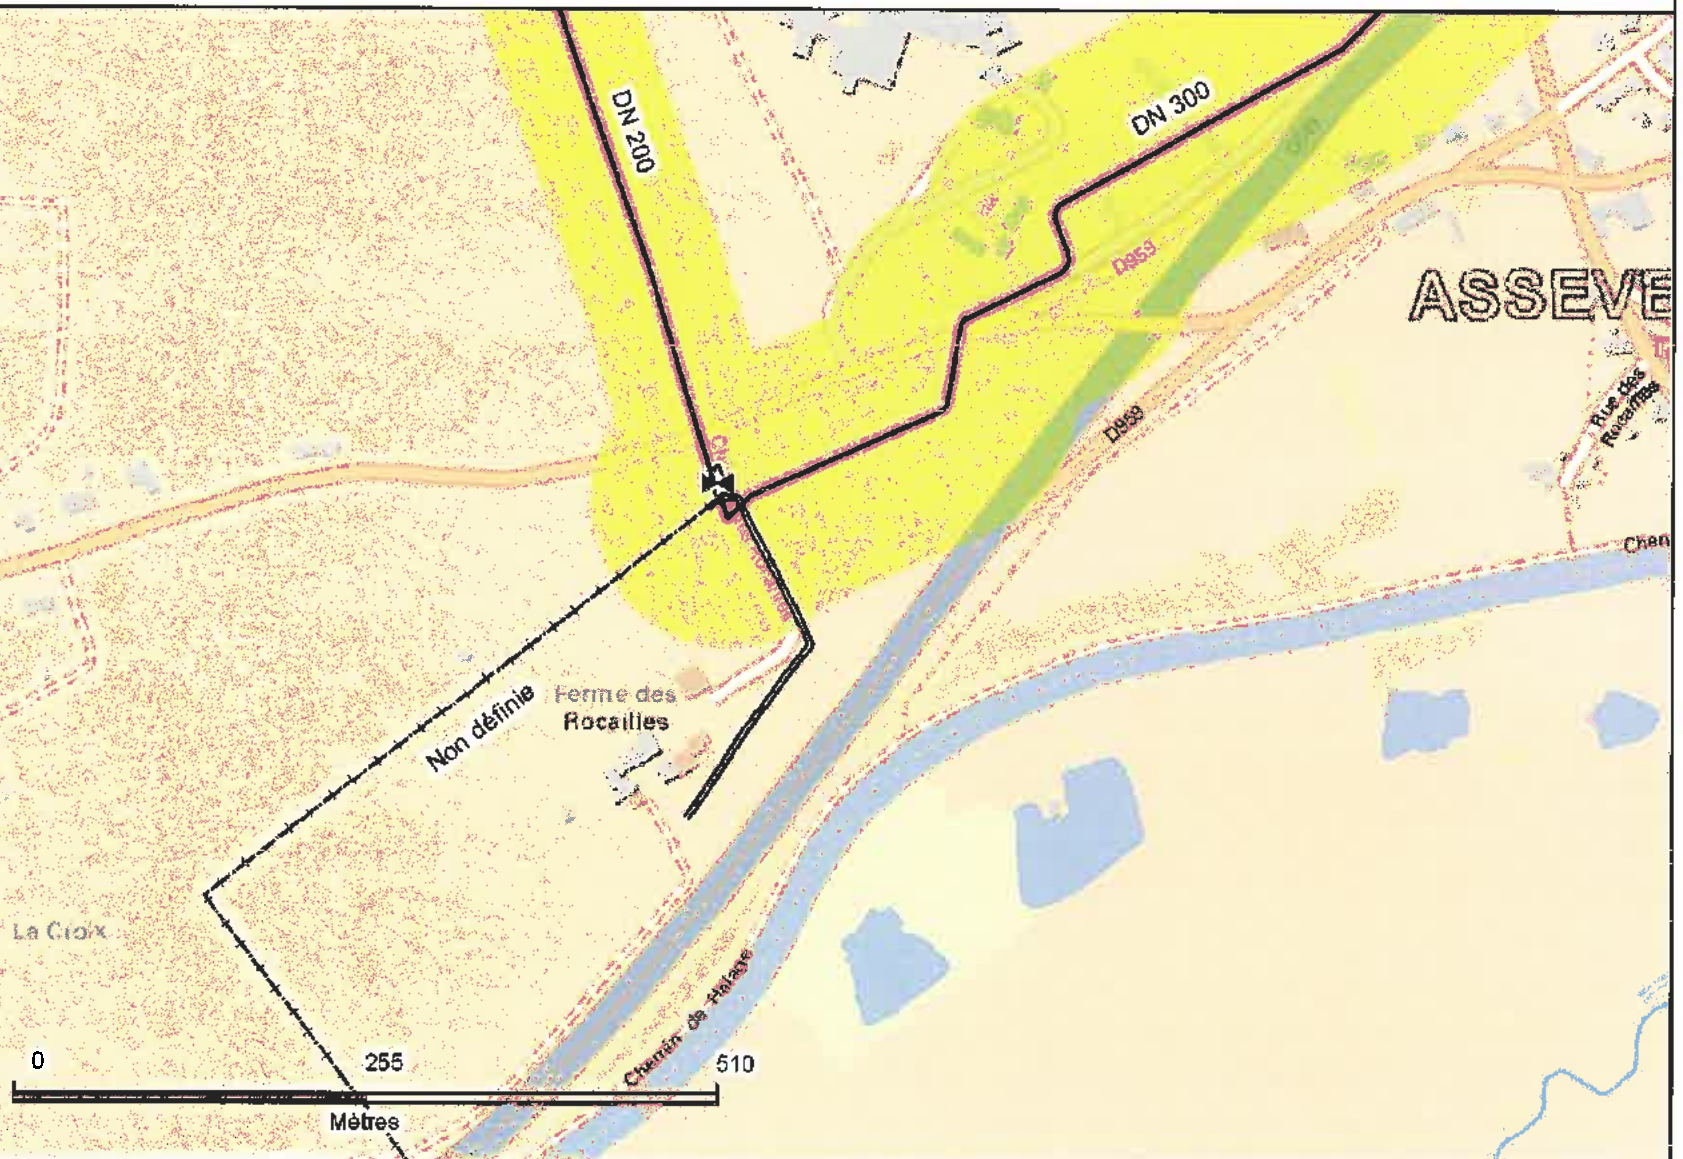 DN 200
DN 300
D953
ASSEVE
Rue des
Rocailles
D959
Chen
Non définie
Ferme des
Rocailles
La Croix
Chemin de Halage
0
255
510
Mètres